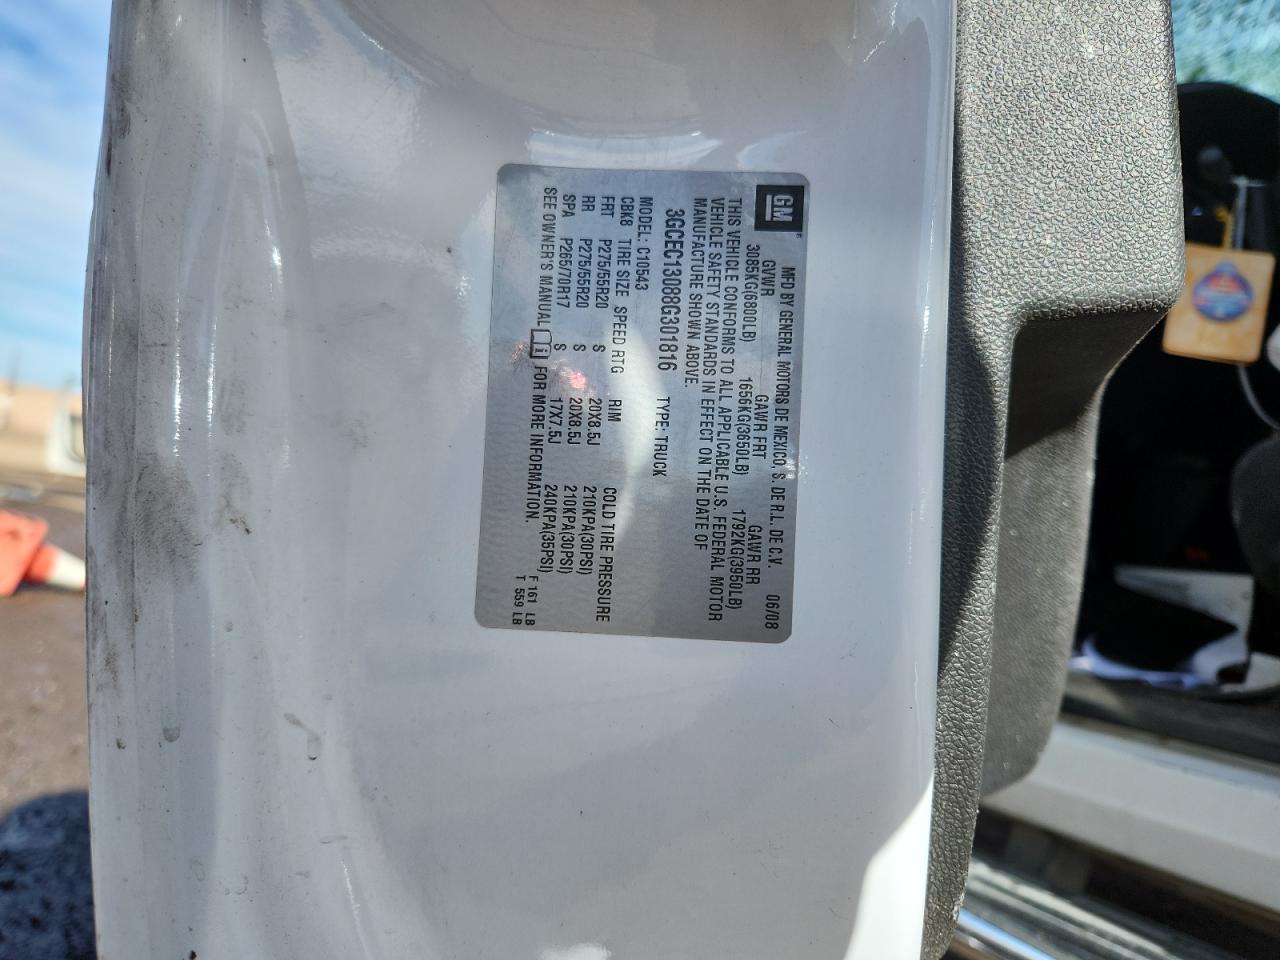 GM
MFD BY GENERAL MOTORS DE MEXICO, S. DE R.L. DE C.V. 06/08
GVWR GAWR FRT GAWR RR
3085KG(6800LB) 1656KG(3650LB) 1792KG(3950LB)
THIS VEHICLE CONFORMS TO ALL APPLICABLE U.S. FEDERAL MOTOR
VEHICLE SAFETY STANDARDS IN EFFECT ON THE DATE OF
MANUFACTURE SHOWN ABOVE.
3GCEC13088G301816 TYPE: TRUCK
MODEL: C10543
CBK8 TIRE SIZE SPEED RTG RIM COLD TIRE PRESSURE
FRT P275/55R20 S 20X8.5J 210KPA(30PSI)
RR P275/55R20 S 20X8.5J 210KPA(30PSI)
SPA P265/70R17 S 17X7.5J 240KPA(35PSI)
SEE OWNER'S MANUAL i FOR MORE INFORMATION.
F 161 LB
T 559 LB